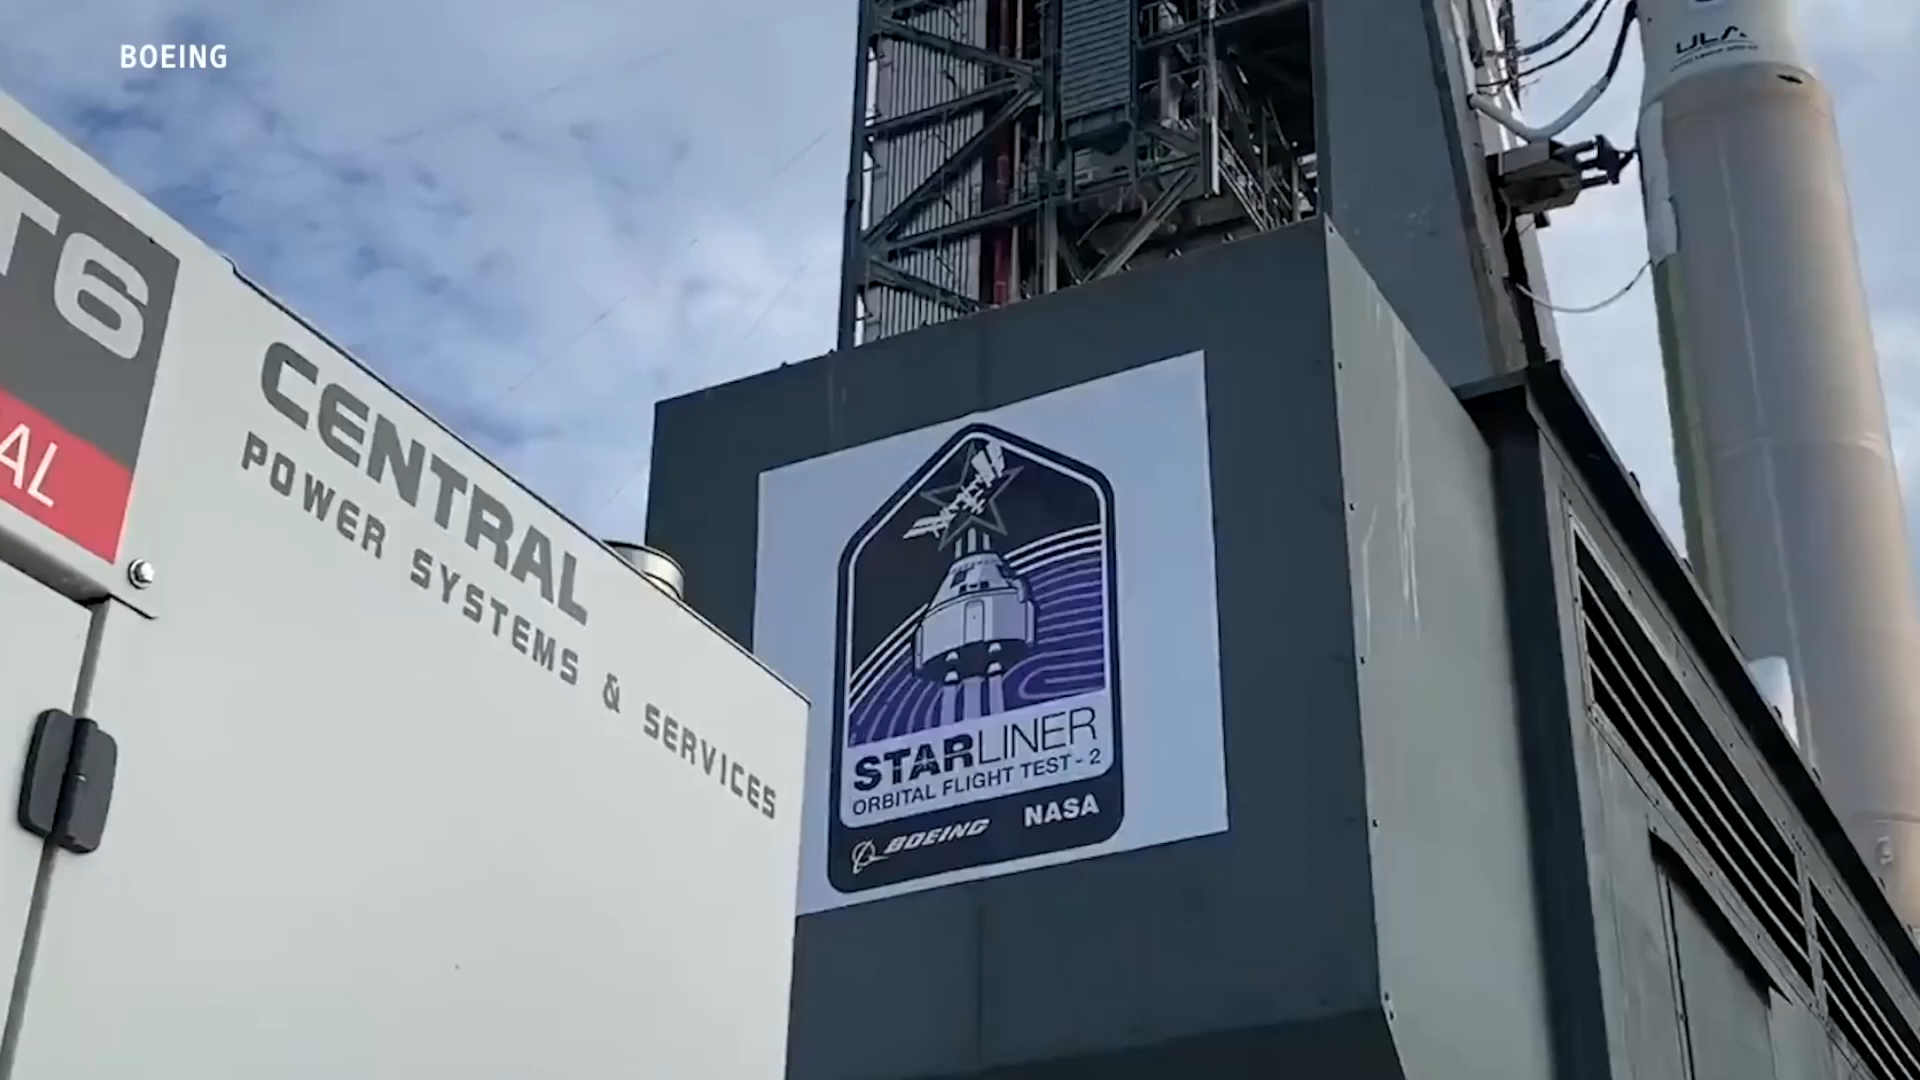 BOEING
T6
AL
CENTRAL
POWER SYSTEMS & SERVICES
STARLINER
ORBITAL FLIGHT TEST - 2
BOEING NASA
ULA